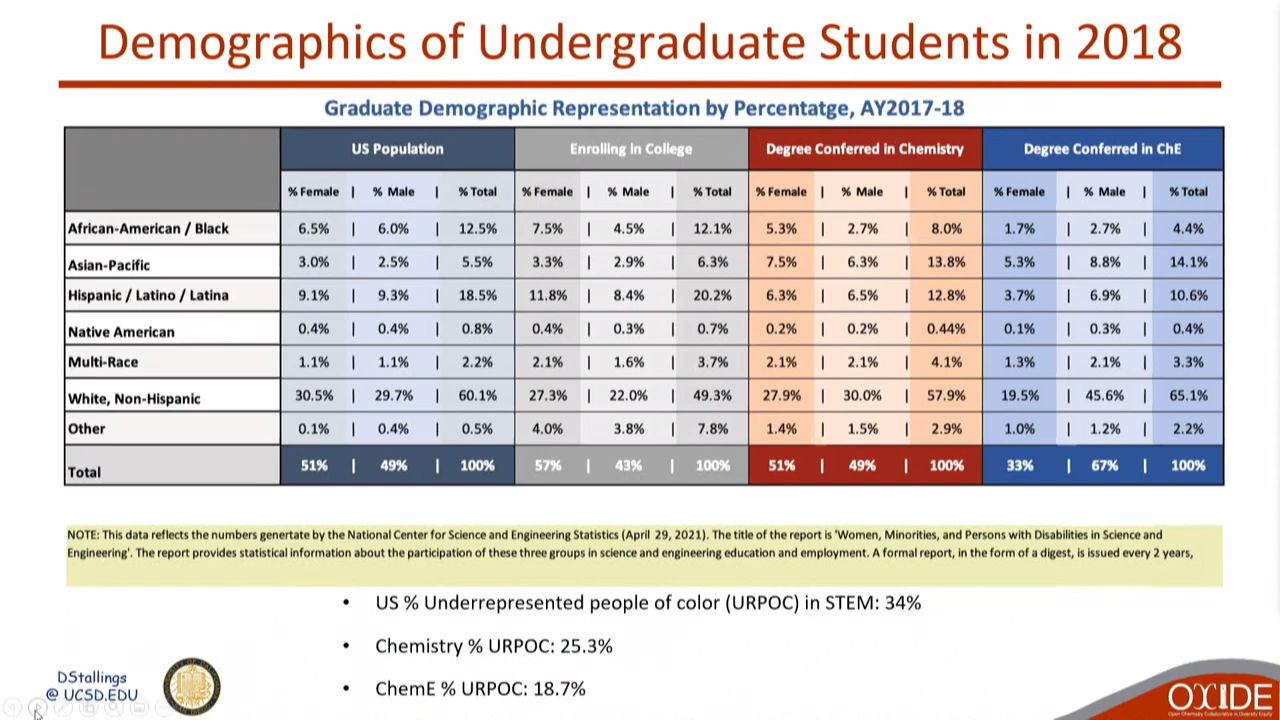 Demographics of Undergraduate Students in 2018
Graduate Demographic Representation by Percentatge, AY2017-18
US Population Enrolling in College Degree Conferred in Chemistry Degree Conferred in ChE
% Female | % Male | % Total % Female | % Male | % Total % Female | % Male | % Total % Female | % Male | % Total
African-American / Black 6.5% | 6.0% | 12.5% 7.5% | 4.5% | 12.1% 5.3% | 2.7% | 8.0% 1.7% | 2.7% | 4.4%
Asian-Pacific 3.0% | 2.5% | 5.5% 3.3% | 2.9% | 6.3% 7.5% | 6.3% | 13.8% 5.3% | 8.8% | 14.1%
Hispanic / Latino / Latina 9.1% | 9.3% | 18.5% 11.8% | 8.4% | 20.2% 6.3% | 6.5% | 12.8% 3.7% | 6.9% | 10.6%
Native American 0.4% | 0.4% | 0.8% 0.4% | 0.3% | 0.7% 0.2% | 0.2% | 0.44% 0.1% | 0.3% | 0.4%
Multi-Race 1.1% | 1.1% | 2.2% 2.1% | 1.6% | 3.7% 2.1% | 2.1% | 4.1% 1.3% | 2.1% | 3.3%
White, Non-Hispanic 30.5% | 29.7% | 60.1% 27.3% | 22.0% | 49.3% 27.9% | 30.0% | 57.9% 19.5% | 45.6% | 65.1%
Other 0.1% | 0.4% | 0.5% 4.0% | 3.8% | 7.8% 1.4% | 1.5% | 2.9% 1.0% | 1.2% | 2.2%
Total 51% | 49% | 100% 57% | 43% | 100% 51% | 49% | 100% 33% | 67% | 100%
NOTE: This data reflects the numbers genertate by the National Center for Science and Engineering Statistics (April 29, 2021). The title of the report is 'Women, Minorities, and Persons with Disabilities in Science and
Engineering'. The report provides statistical information about the participation of these three groups in science and engineering education and employment. A formal report, in the form of a digest, is issued every 2 years,
• US % Underrepresented people of color (URPOC) in STEM: 34%
• Chemistry % URPOC: 25.3%
• ChemE % URPOC: 18.7%
DStallings
@ UCSD.EDU
OXIDE
Open Chemistry Collaborative in Diversity Equity